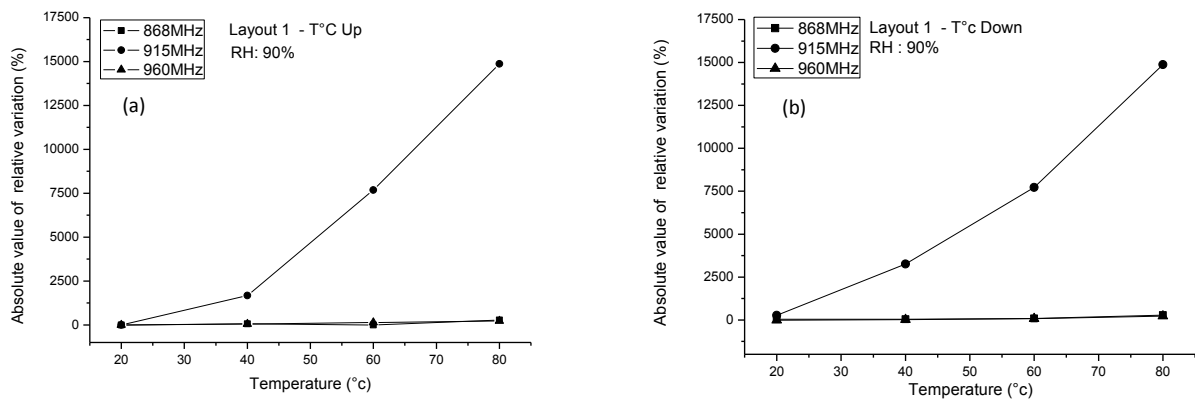 17500
15000
12500
10000
7500
5000
2500
0
Absolute value of relative variation (%)
868MHz
915MHz
960MHz
Layout 1 - T°C Up
RH: 90%
(a)
20 30 40 50 60 70 80
Temperature (°c)
17500
15000
12500
10000
7500
5000
2500
0
Absolute value of relative variation (%)
868MHz
915MHz
960MHz
Layout 1 - T°c Down
RH : 90%
(b)
20 30 40 50 60 70 80
Temperature (°c)